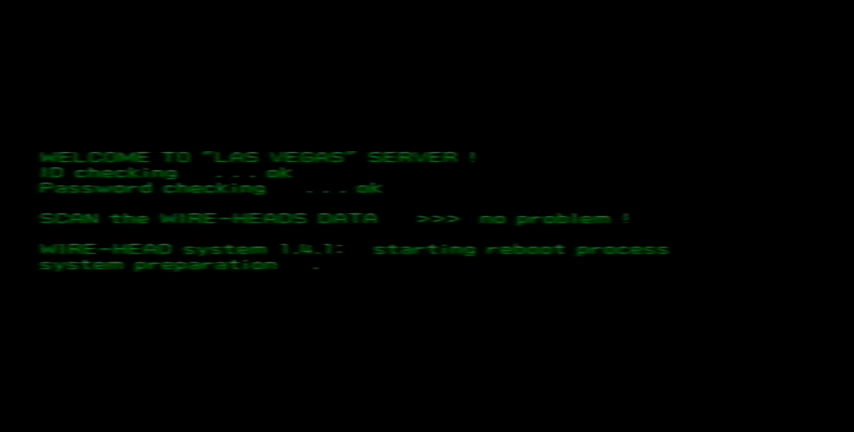 WELCOME TO "LAS VEGAS" SERVER !
ID checking ...ok
Password checking ...ok
SCAN the WIRE-HEADS DATA >>> no problem !
WIRE-HEAD system 1.4.1: starting reboot process
system preparation .